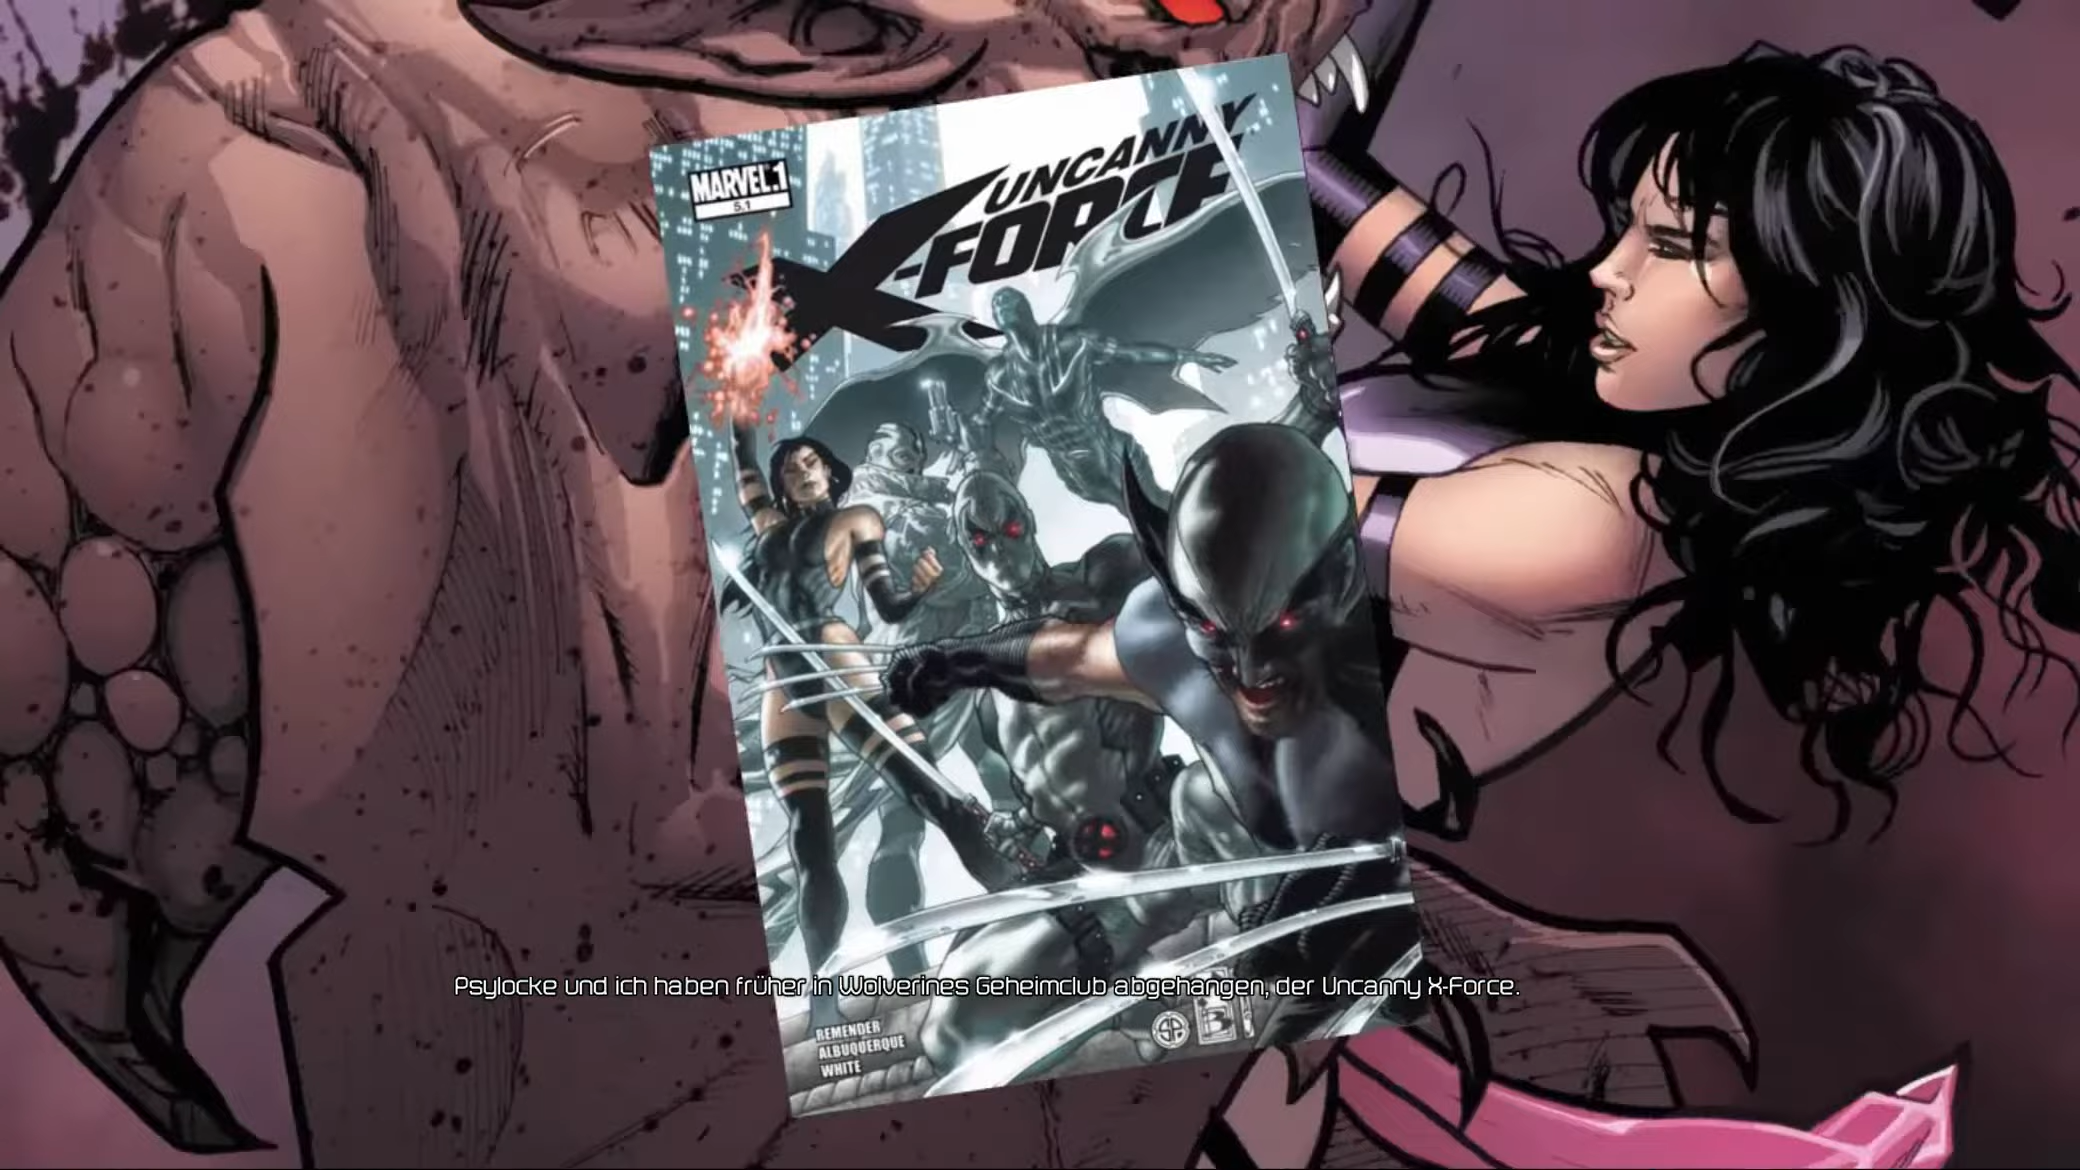 MARVEL.1
5.1
UNCANNY
X-FORCE
Psylocke und ich haben früher in Wolverines Geheimclub abgehangen, der Uncanny X-Force.
REMENDER
ALBUQUERQUE
WHITE